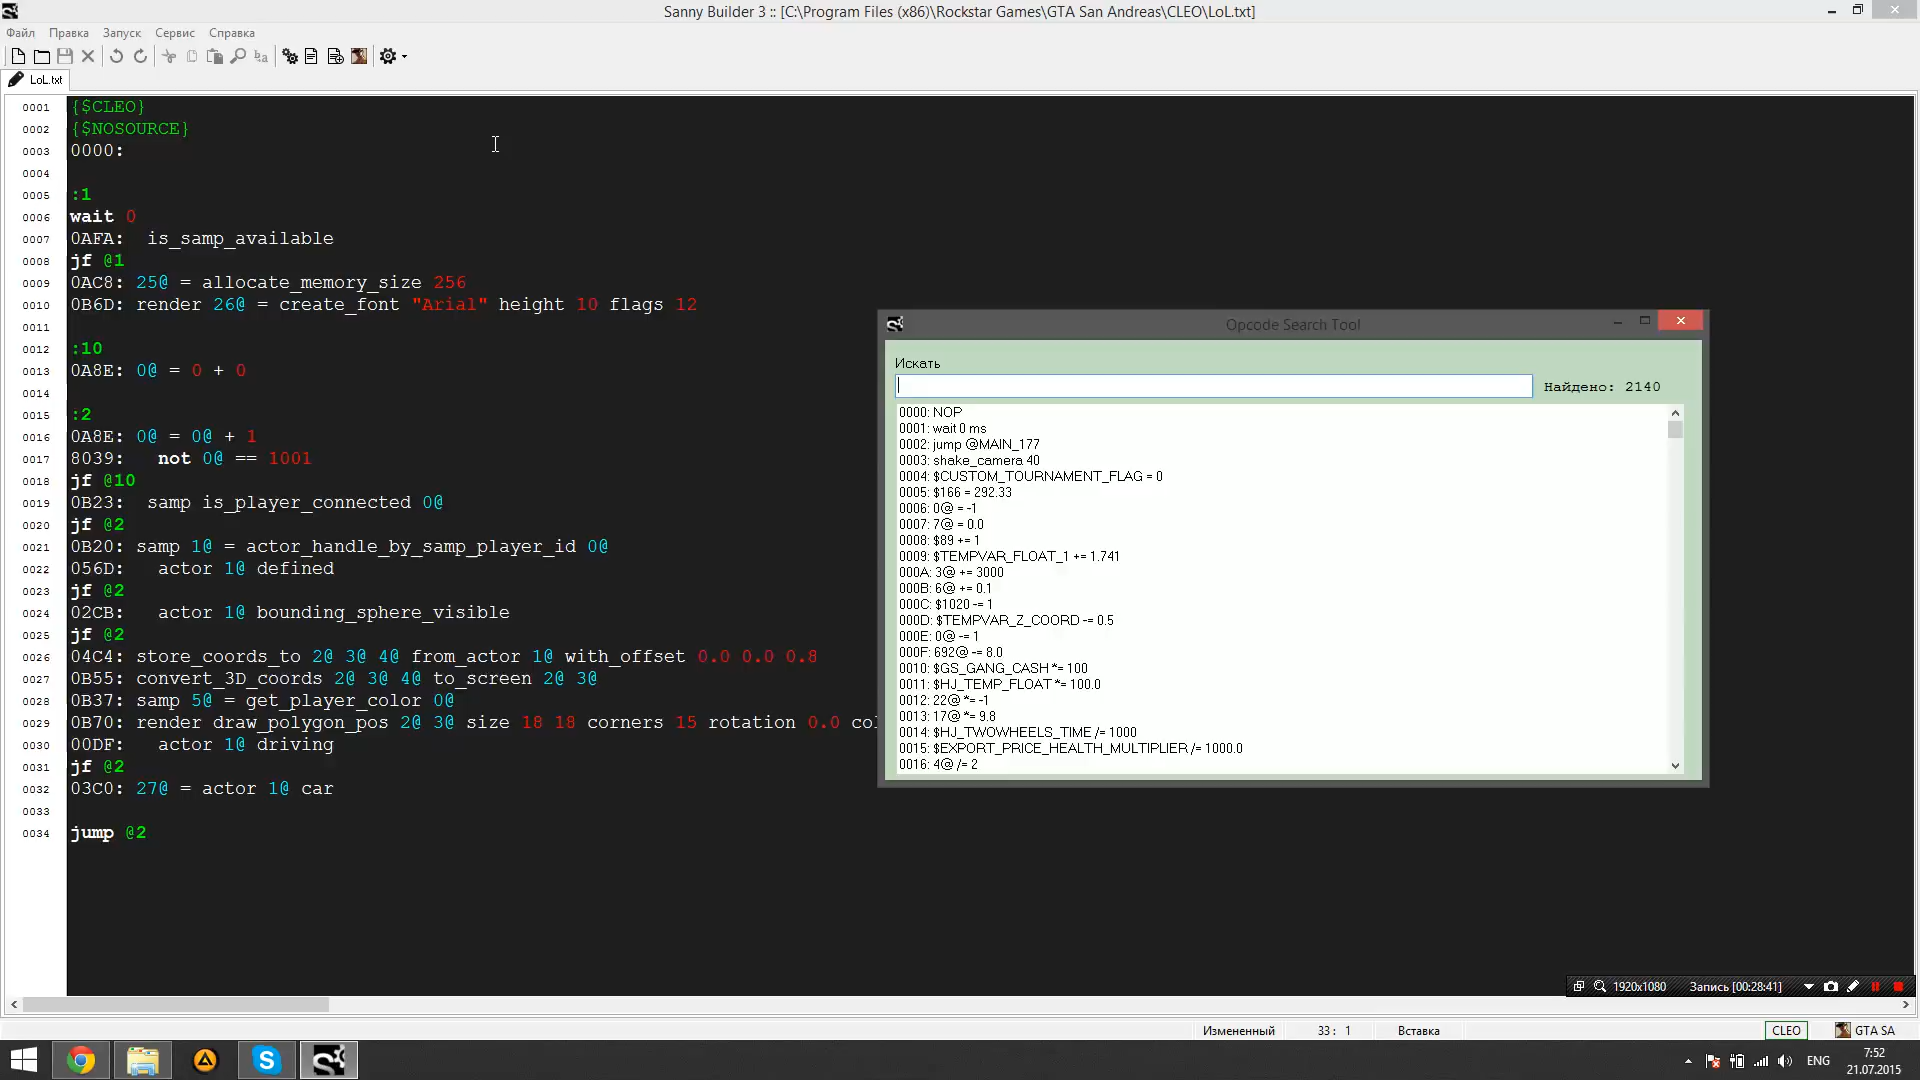 Sanny Builder 3 :: [C:\Program Files (x86)\Rockstar Games\GTA San Andreas\CLEO\LoL.txt]
Файл Правка Запуск Сервис Справка
LoL.txt
0001 {$CLEO}
0002 {$NOSOURCE}
0003 0000:
0004
0005 :1
0006 wait 0
0007 0AFA: is_samp_available
0008 jf @1
0009 0AC8: 25@ = allocate_memory_size 256
0010 0B6D: render 26@ = create_font "Arial" height 10 flags 12
0011
0012 :10
0013 0A8E: 0@ = 0 + 0
0014
0015 :2
0016 0A8E: 0@ = 0@ + 1
0017 8039: not 0@ == 1001
0018 jf @10
0019 0B23: samp is_player_connected 0@
0020 jf @2
0021 0B20: samp 1@ = actor_handle_by_samp_player_id 0@
0022 056D: actor 1@ defined
0023 jf @2
0024 02CB: actor 1@ bounding_sphere_visible
0025 jf @2
0026 04C4: store_coords_to 2@ 3@ 4@ from_actor 1@ with_offset 0.0 0.0 0.8
0027 0B55: convert_3D_coords 2@ 3@ 4@ to_screen 2@ 3@
0028 0B37: samp 5@ = get_player_color 0@
0029 0B70: render draw_polygon_pos 2@ 3@ size 18 18 corners 15 rotation 0.0 col
0030 00DF: actor 1@ driving
0031 jf @2
0032 03C0: 27@ = actor 1@ car
0033
0034 jump @2
Opcode Search Tool
Искать
Найдено: 2140
0000: NOP
0001: wait 0 ms
0002: jump @MAIN_177
0003: shake_camera 40
0004: $CUSTOM_TOURNAMENT_FLAG = 0
0005: $166 = 292.33
0006: 0@ = -1
0007: 7@ = 0.0
0008: $89 += 1
0009: $TEMPVAR_FLOAT_1 += 1.741
000A: 3@ += 3000
000B: 6@ += 0.1
000C: $1020 -= 1
000D: $TEMPVAR_Z_COORD -= 0.5
000E: 0@ -= 1
000F: 692@ -= 8.0
0010: $GS_GANG_CASH *= 100
0011: $HJ_TEMP_FLOAT *= 100.0
0012: 22@ *= -1
0013: 17@ *= 9.8
0014: $HJ_TWOWHEELS_TIME /= 1000
0015: $EXPORT_PRICE_HEALTH_MULTIPLIER /= 1000.0
0016: 4@ /= 2
1920x1080 Запись [00:28:41]
Измененный 33: 1 Вставка CLEO GTA SA
ENG 7:52
21.07.2015